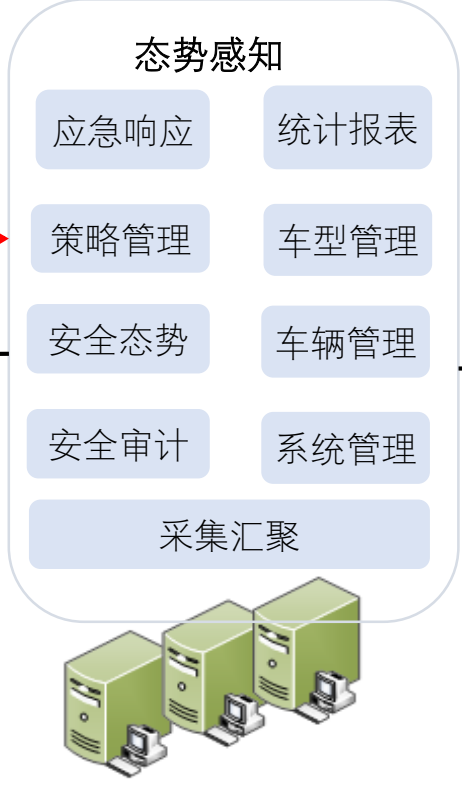 态势感知
应急响应
统计报表
策略管理
车型管理
安全态势
车辆管理
安全审计
系统管理
采集汇聚